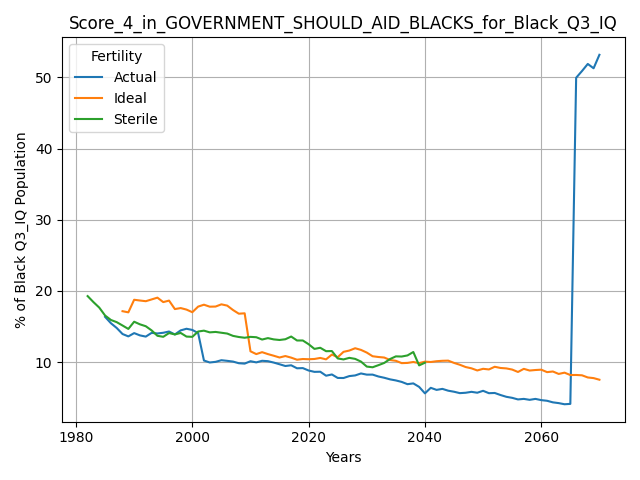 Score_4_in_GOVERNMENT_SHOULD_AID_BLACKS_for_Black_Q3_IQ
Fertility
Actual
Ideal
Sterile
% of Black Q3_IQ Population
50
40
30
20
10
1980
2000
2020
2040
2060
Years